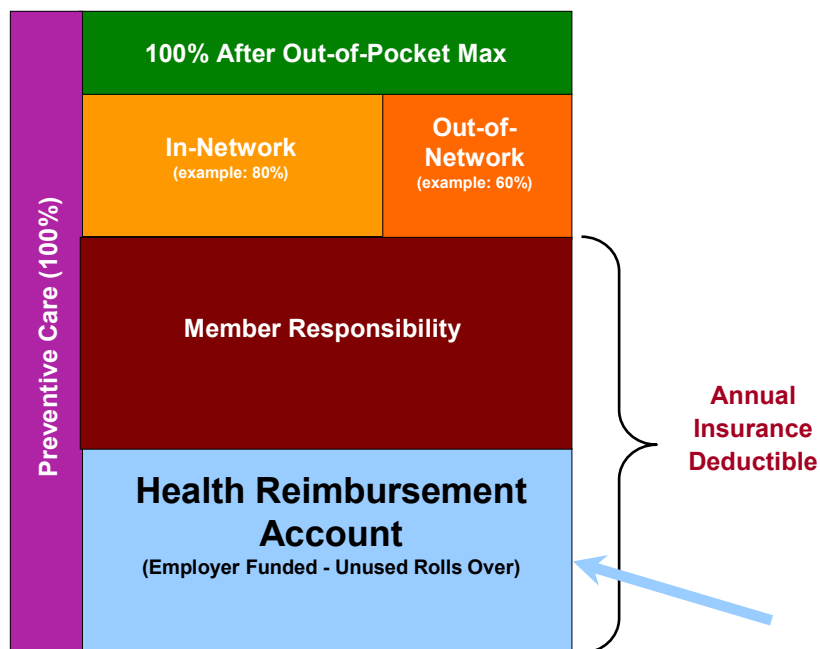 100% After Out-of-Pocket Max
In-Network
(example: 80%)
Out-of-
Network
(example: 60%)
Preventive Care (100%)
Member Responsibility
Annual
Insurance
Deductible
Health Reimbursement
Account
(Employer Funded - Unused Rolls Over)